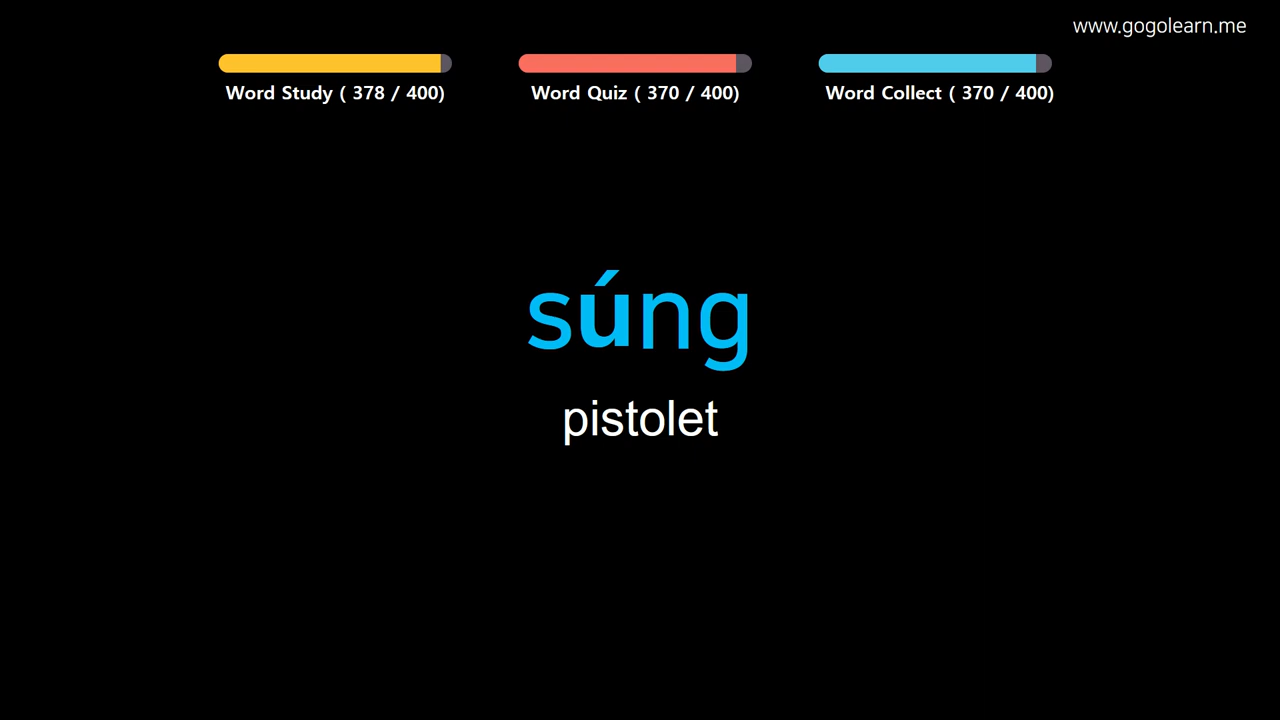 www.gogolearn.me
Word Study ( 378 / 400)
Word Quiz ( 370 / 400)
Word Collect ( 370 / 400)
súng
pistolet